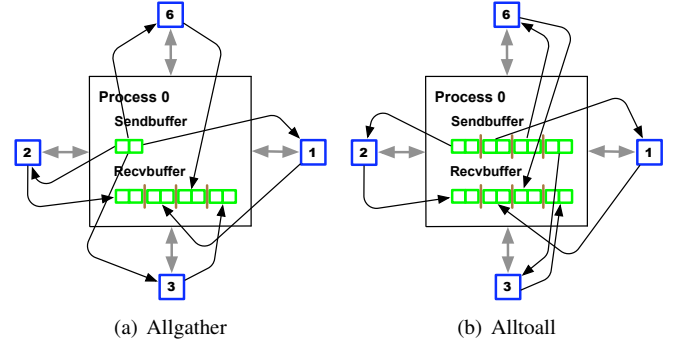 6
Process 0
Sendbuffer
2
1
Recvbuffer
3
(a) Allgather
6
Process 0
Sendbuffer
2
1
Recvbuffer
3
(b) Alltoall